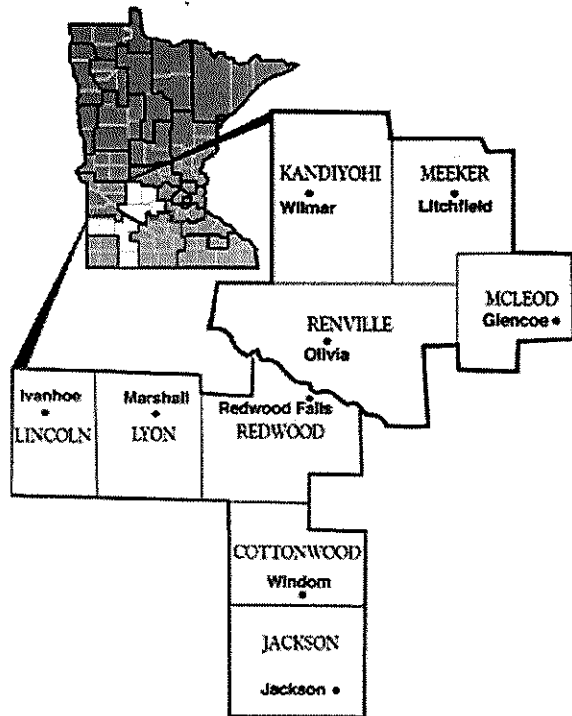 KANDIYOHI
Wilmar
MEEKER
Litchfield
MCLEOD
Glencoe
RENVILLE
Olivia
Ivanhoe
LINCOLN
Marshall
LYON
Redwood Falls
REDWOOD
COTTONWOOD
Windom
JACKSON
Jackson